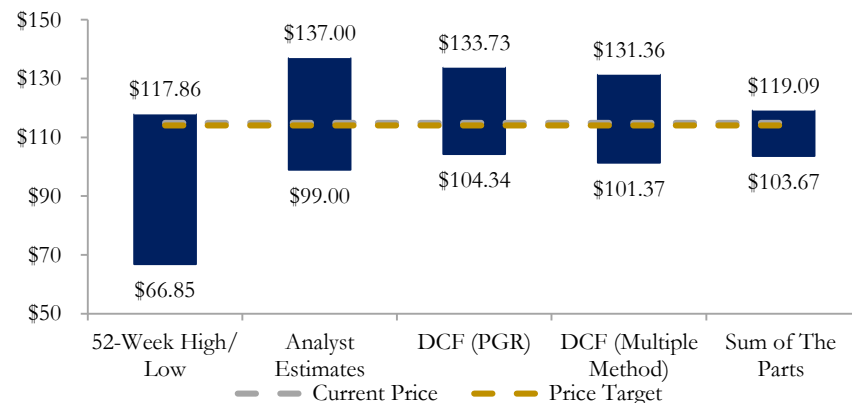 $150
$130
$110
$90
$70
$50
$117.86
$66.85
$137.00
$99.00
$133.73
$104.34
$131.36
$101.37
$119.09
$103.67
52-Week High/
Low
Analyst
Estimates
DCF (PGR)
DCF (Multiple
Method)
Sum of The
Parts
Current Price
Price Target